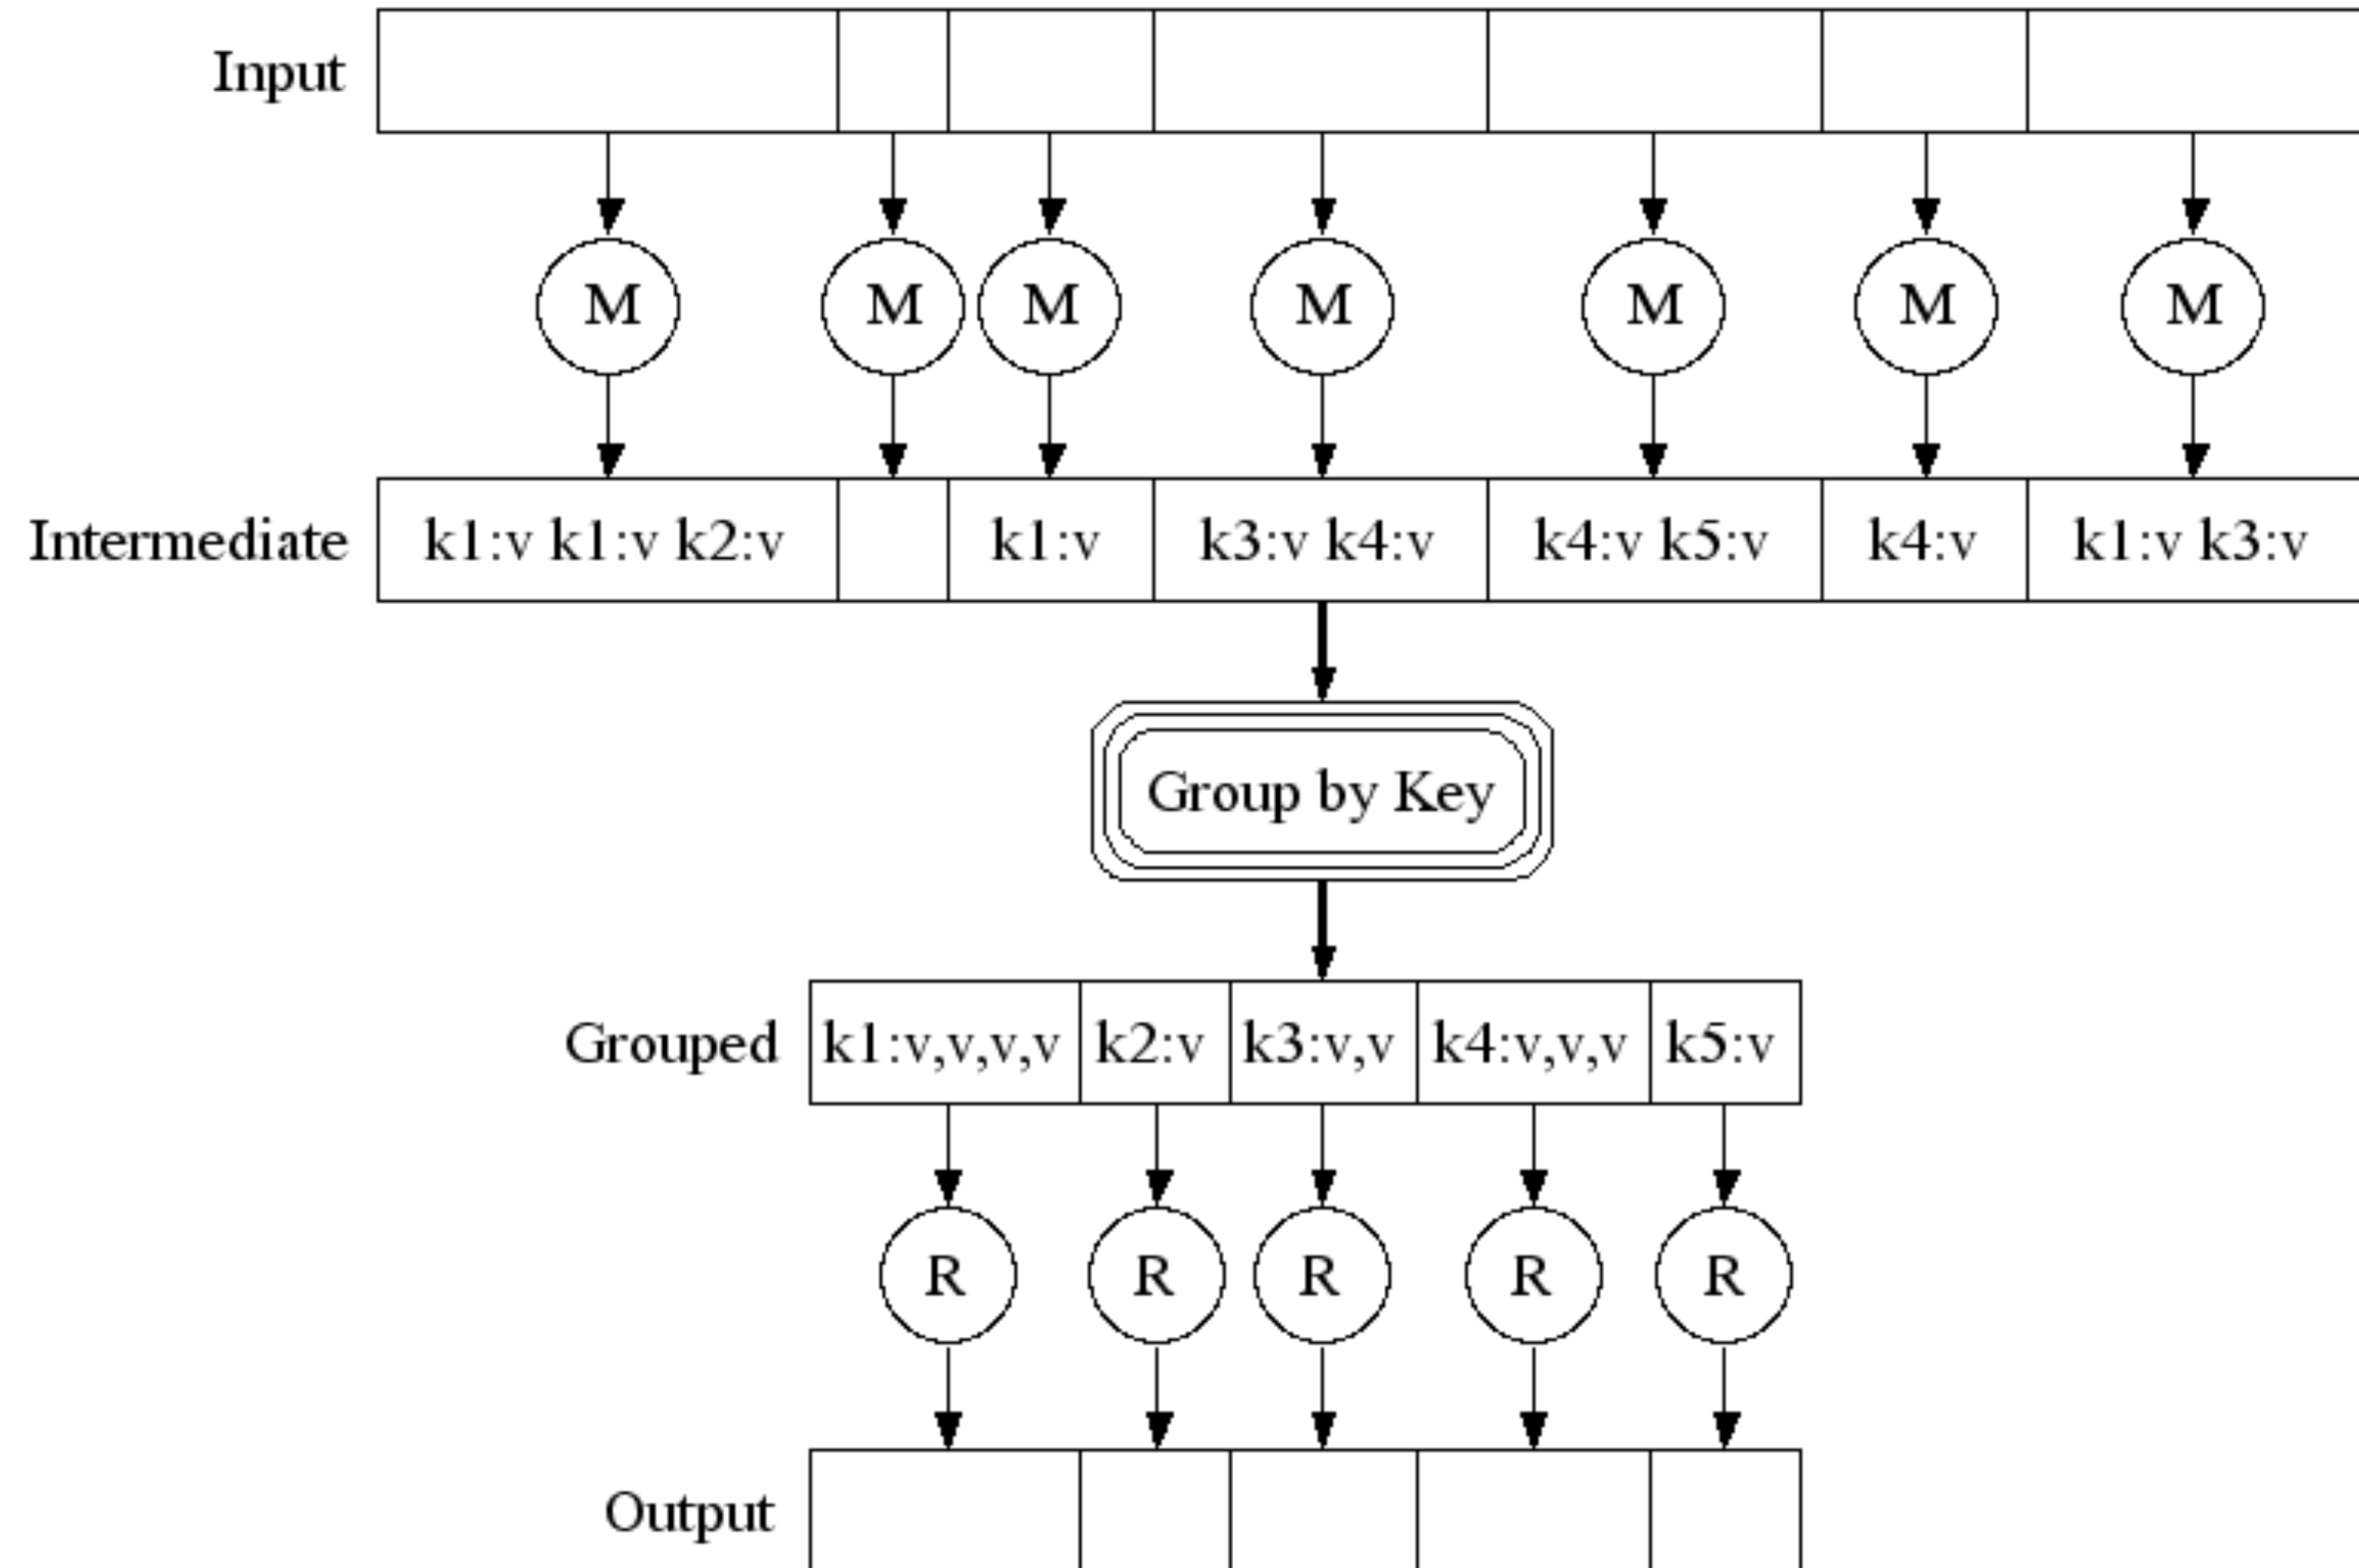 Input
M M M M M M M
Intermediate k1:v k1:v k2:v k1:v k3:v k4:v k4:v k5:v k4:v k1:v k3:v
Group by Key
Grouped k1:v,v,v,v k2:v k3:v,v k4:v,v,v k5:v
R R R R R
Output